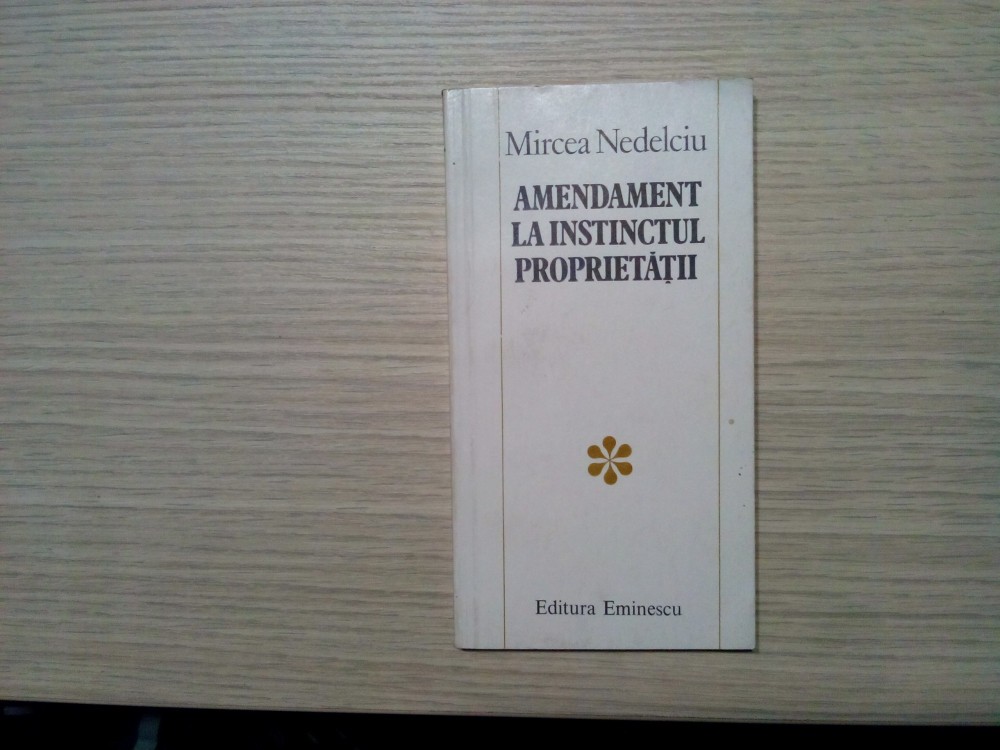 Mircea Nedelciu
AMENDAMENT
LA INSTINCTUL
PROPRIETĂȚII
Editura Eminescu